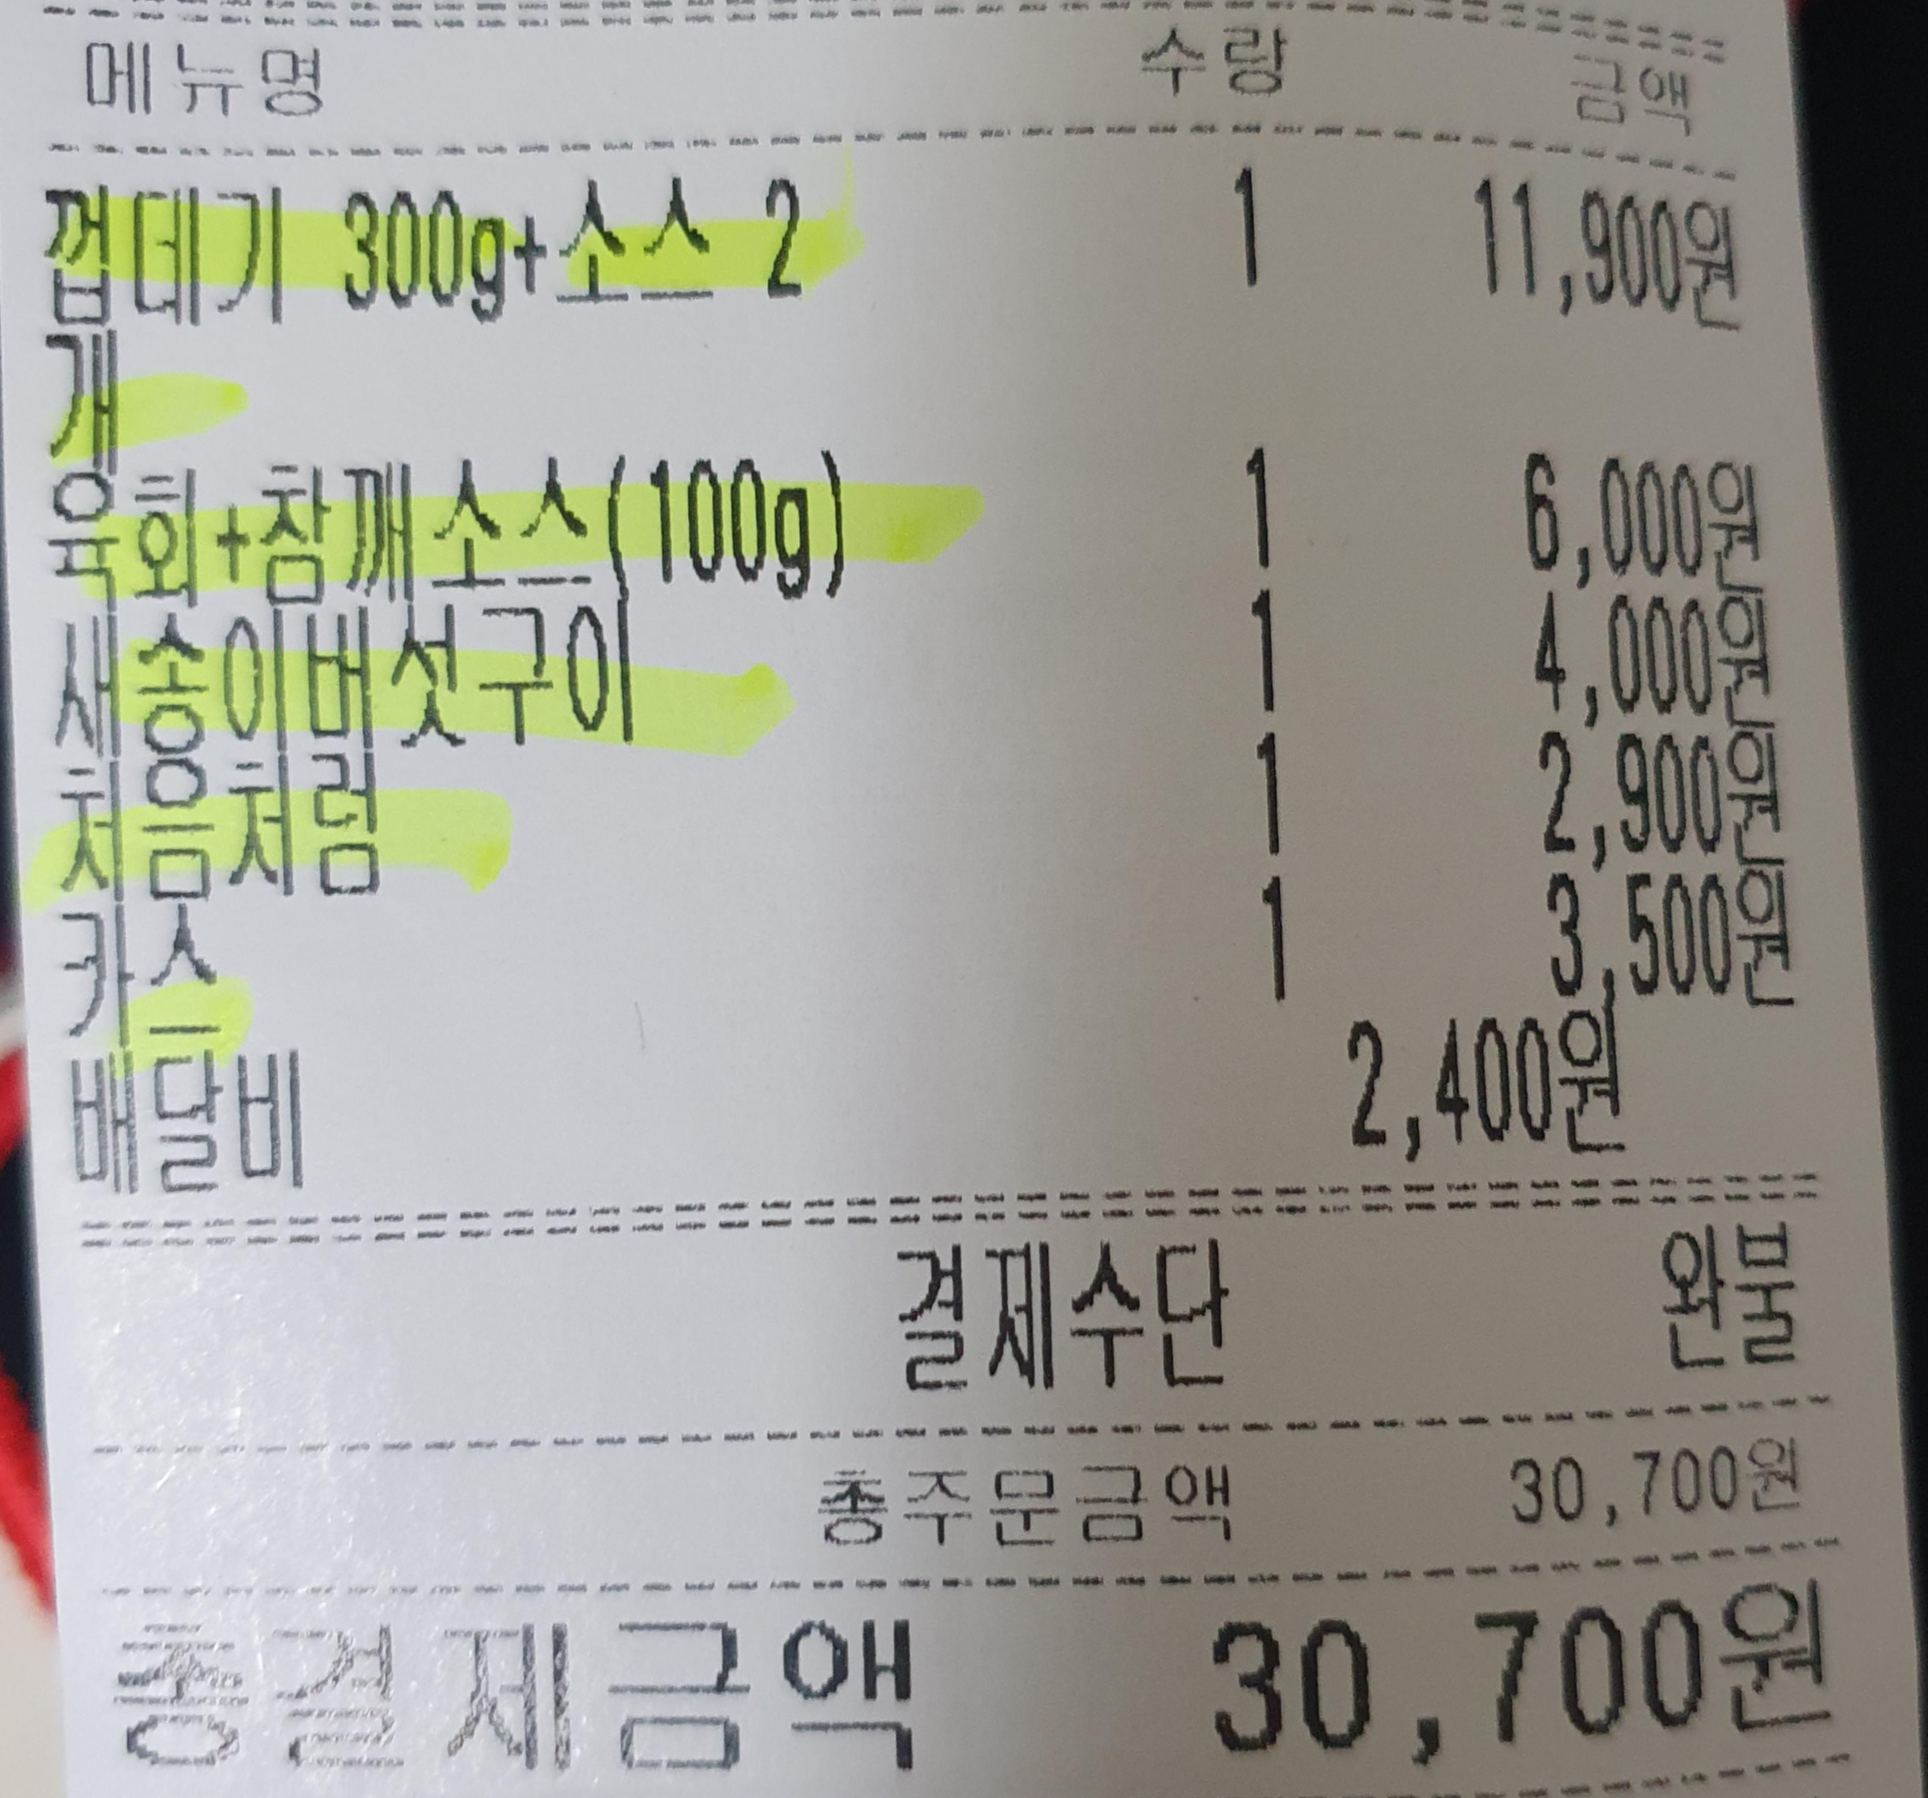 메뉴명 수량 금액
껍데기 300g+소스 2 1 11,900원
개
육회+참깨소스(100g) 1 6,000원
새송이버섯구이 1 4,000원
처음처럼 1 2,900원
카스 1 3,500원
배달비 2,400원
결제수단 완불
총주문금액 30,700원
총결제금액 30,700원